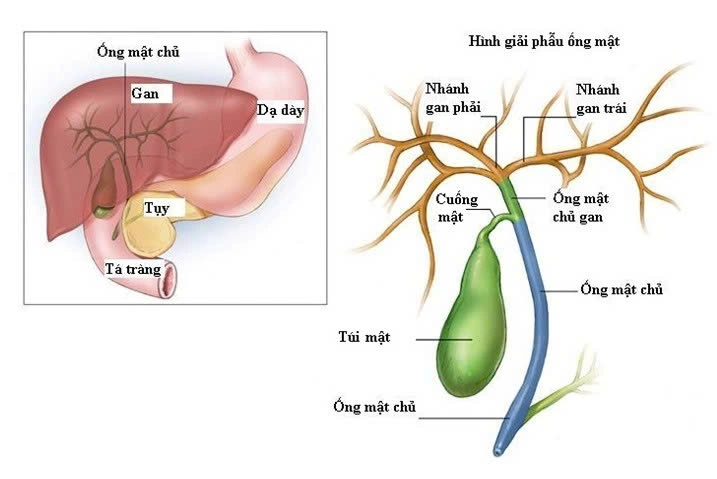 Ống mật chủ
Gan
Dạ dày
Tụy
Tá tràng
Hình giải phẫu ống mật
Nhánh
gan phải
Nhánh
gan trái
Cuống
mật
Ống mật
chủ gan
Ống mật chủ
Túi mật
Ống mật chủ